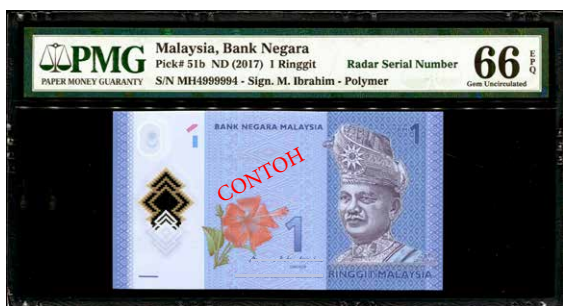 PMG
PAPER MONEY GUARANTY
Malaysia, Bank Negara
Pick# 51b ND (2017) 1 Ringgit
Radar Serial Number
S/N MH4999994 - Sign. M. Ibrahim - Polymer
66
EPQ
Gem Uncirculated
BANK NEGARA MALAYSIA
1
CONTOH
1
RINGGIT MALAYSIA